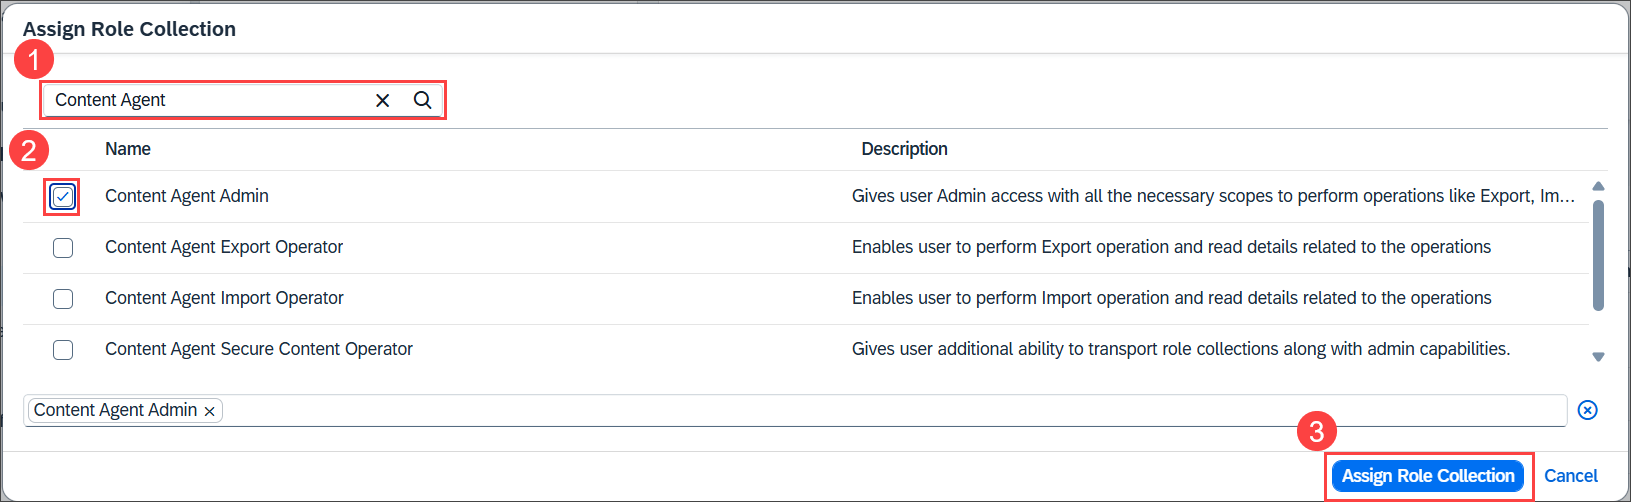 Assign Role Collection
1
Content Agent
2
Name Description
Content Agent Admin Gives user Admin access with all the necessary scopes to perform operations like Export, Im...
Content Agent Export Operator Enables user to perform Export operation and read details related to the operations
Content Agent Import Operator Enables user to perform Import operation and read details related to the operations
Content Agent Secure Content Operator Gives user additional ability to transport role collections along with admin capabilities.
Content Agent Admin
3
Assign Role Collection Cancel